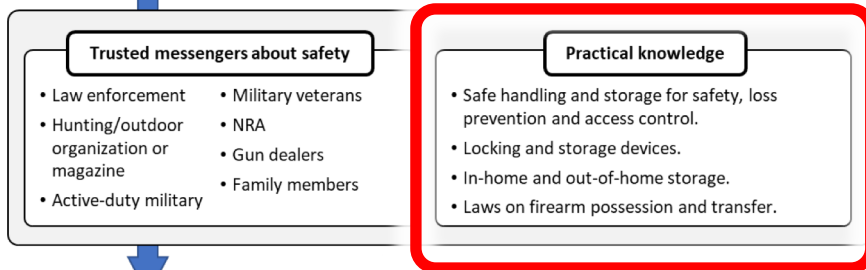 Trusted messengers about safety
• Law enforcement
• Hunting/outdoor
organization or
magazine
• Active-duty military
• Military veterans
• NRA
• Gun dealers
• Family members
Practical knowledge
• Safe handling and storage for safety, loss
prevention and access control.
• Locking and storage devices.
• In-home and out-of-home storage.
• Laws on firearm possession and transfer.